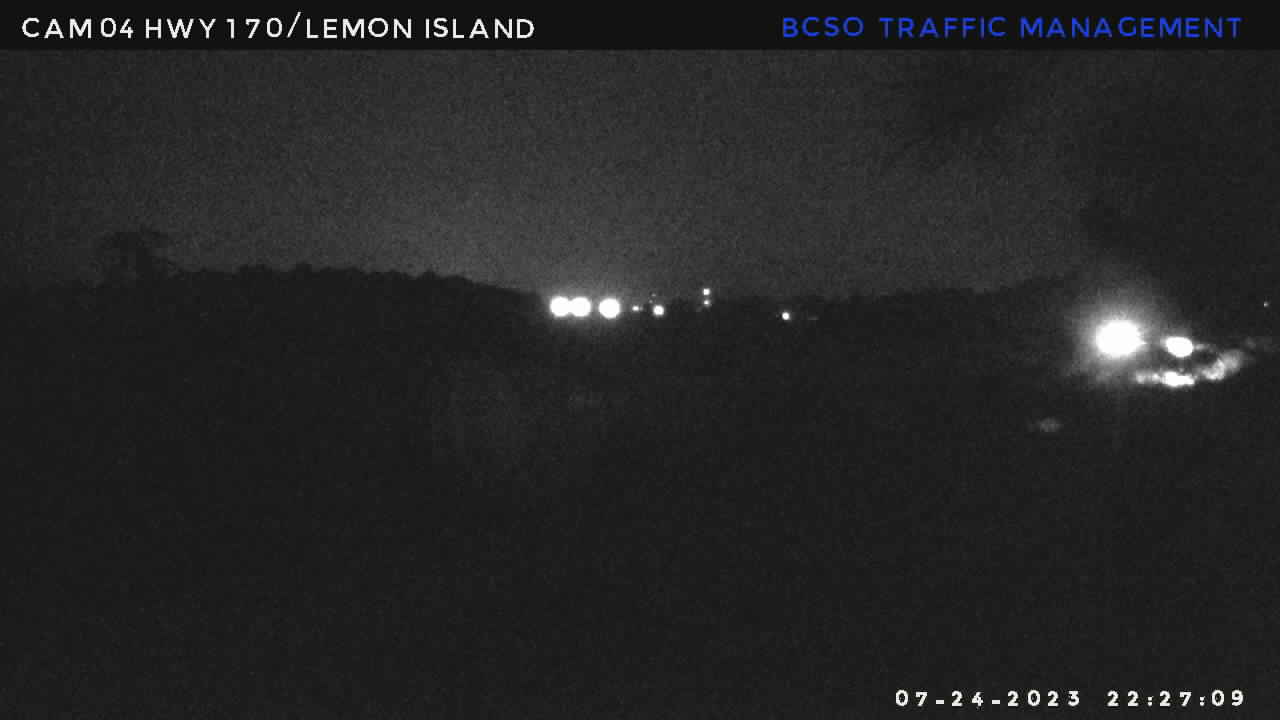 CAM04 HWY 170/LEMON ISLAND
BCSO TRAFFIC MANAGEMENT
07-24-2023 22:27:09